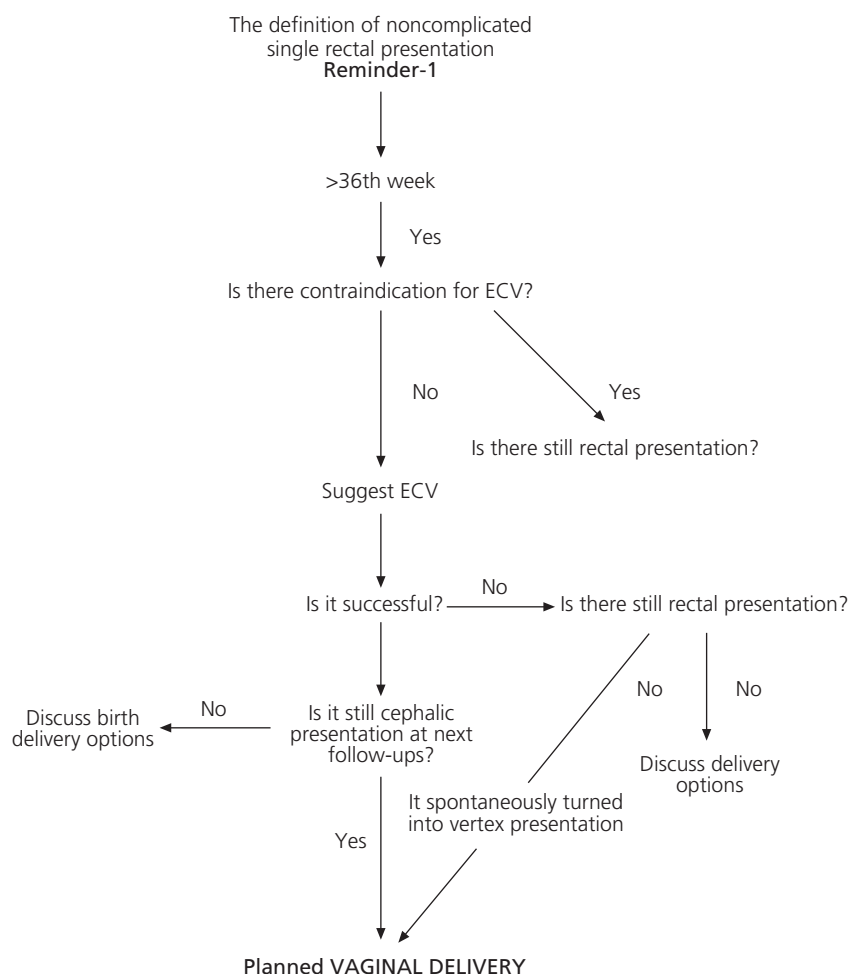 The definition of noncomplicated
single rectal presentation
Reminder-1
>36th week
Yes
Is there contraindication for ECV?
No
Yes
Is there still rectal presentation?
Suggest ECV
Is it successful?
No
Is there still rectal presentation?
Discuss birth
delivery options
No
Is it still cephalic
presentation at next
follow-ups?
No
No
Discuss delivery
options
It spontaneously turned
into vertex presentation
Yes
Planned VAGINAL DELIVERY